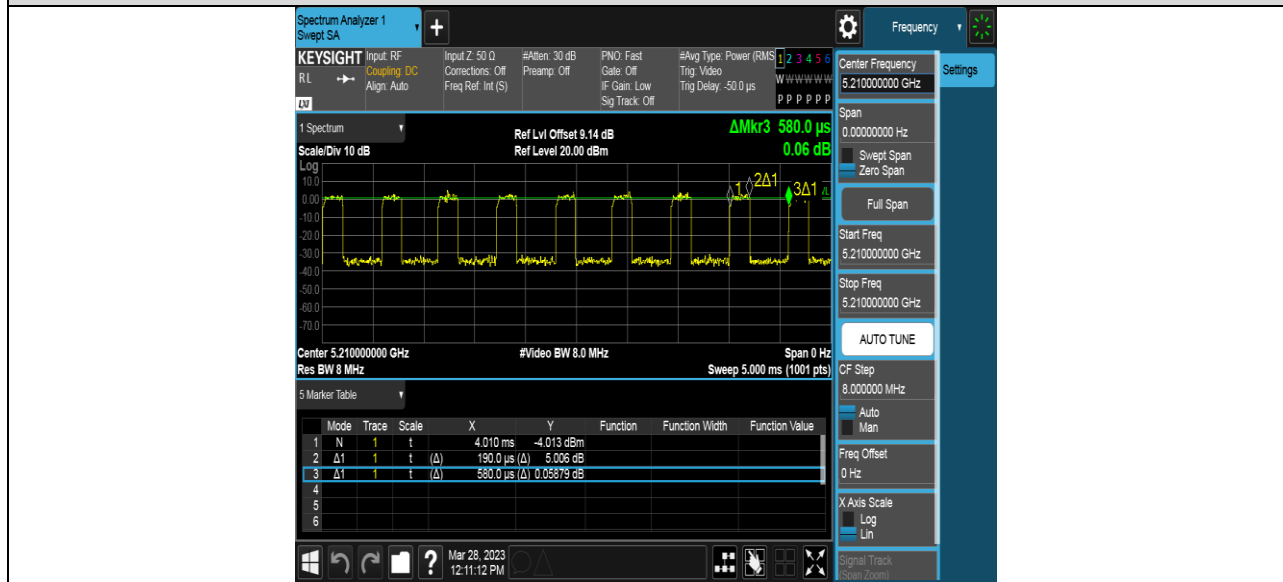 Spectrum Analyzer 1
Swept SA
+
Frequency
KEYSIGHT Input: RF Input Z: 50 Ω #Atten: 30 dB PNO: Fast #Avg Type: Power (RMS 1 2 3 4 5 6
RL Coupling: DC Corrections: Off Preamp: Off Gate: Off Trig: Video W W W W W W
Align: Auto Freq Ref: Int (S) IF Gain: Low Trig Delay: -50.0 µs
LXI Sig Track: Off P P P P P P
1 Spectrum
Ref Lvl Offset 9.14 dB ΔMkr3 580.0 µs
Scale/Div 10 dB Ref Level 20.00 dBm 0.06 dB
Log
10.0
0.00
-10.0
-20.0
-30.0
-40.0
-50.0
-60.0
-70.0
1 2Δ1 3Δ1
Center 5.210000000 GHz #Video BW 8.0 MHz Span 0 Hz
Res BW 8 MHz Sweep 5.000 ms (1001 pts)
5 Marker Table
Mode Trace Scale X Y Function Function Width Function Value
1 N 1 t 4.010 ms -4.013 dBm
2 Δ1 1 t (Δ) 190.0 µs (Δ) 5.006 dB
3 Δ1 1 t (Δ) 580.0 µs (Δ) 0.05879 dB
4
5
6
?
Mar 28, 2023
12:11:12 PM
Center Frequency
5.210000000 GHz
Settings
Span
0.00000000 Hz
Swept Span
Zero Span
Full Span
Start Freq
5.210000000 GHz
Stop Freq
5.210000000 GHz
AUTO TUNE
CF Step
8.000000 MHz
Auto
Man
Freq Offset
0 Hz
X Axis Scale
Log
Lin
Signal Track
(Span Zoom)